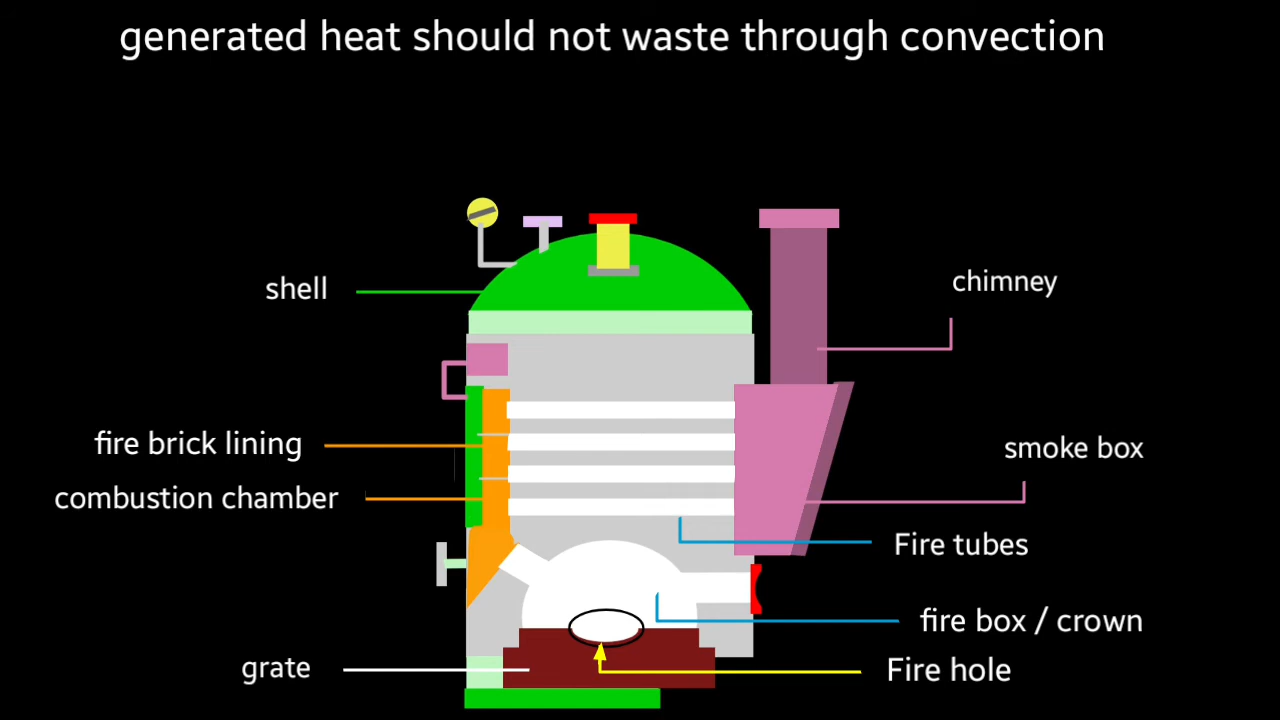 generated heat should not waste through convection
shell
chimney
fire brick lining
smoke box
combustion chamber
Fire tubes
fire box / crown
grate
Fire hole